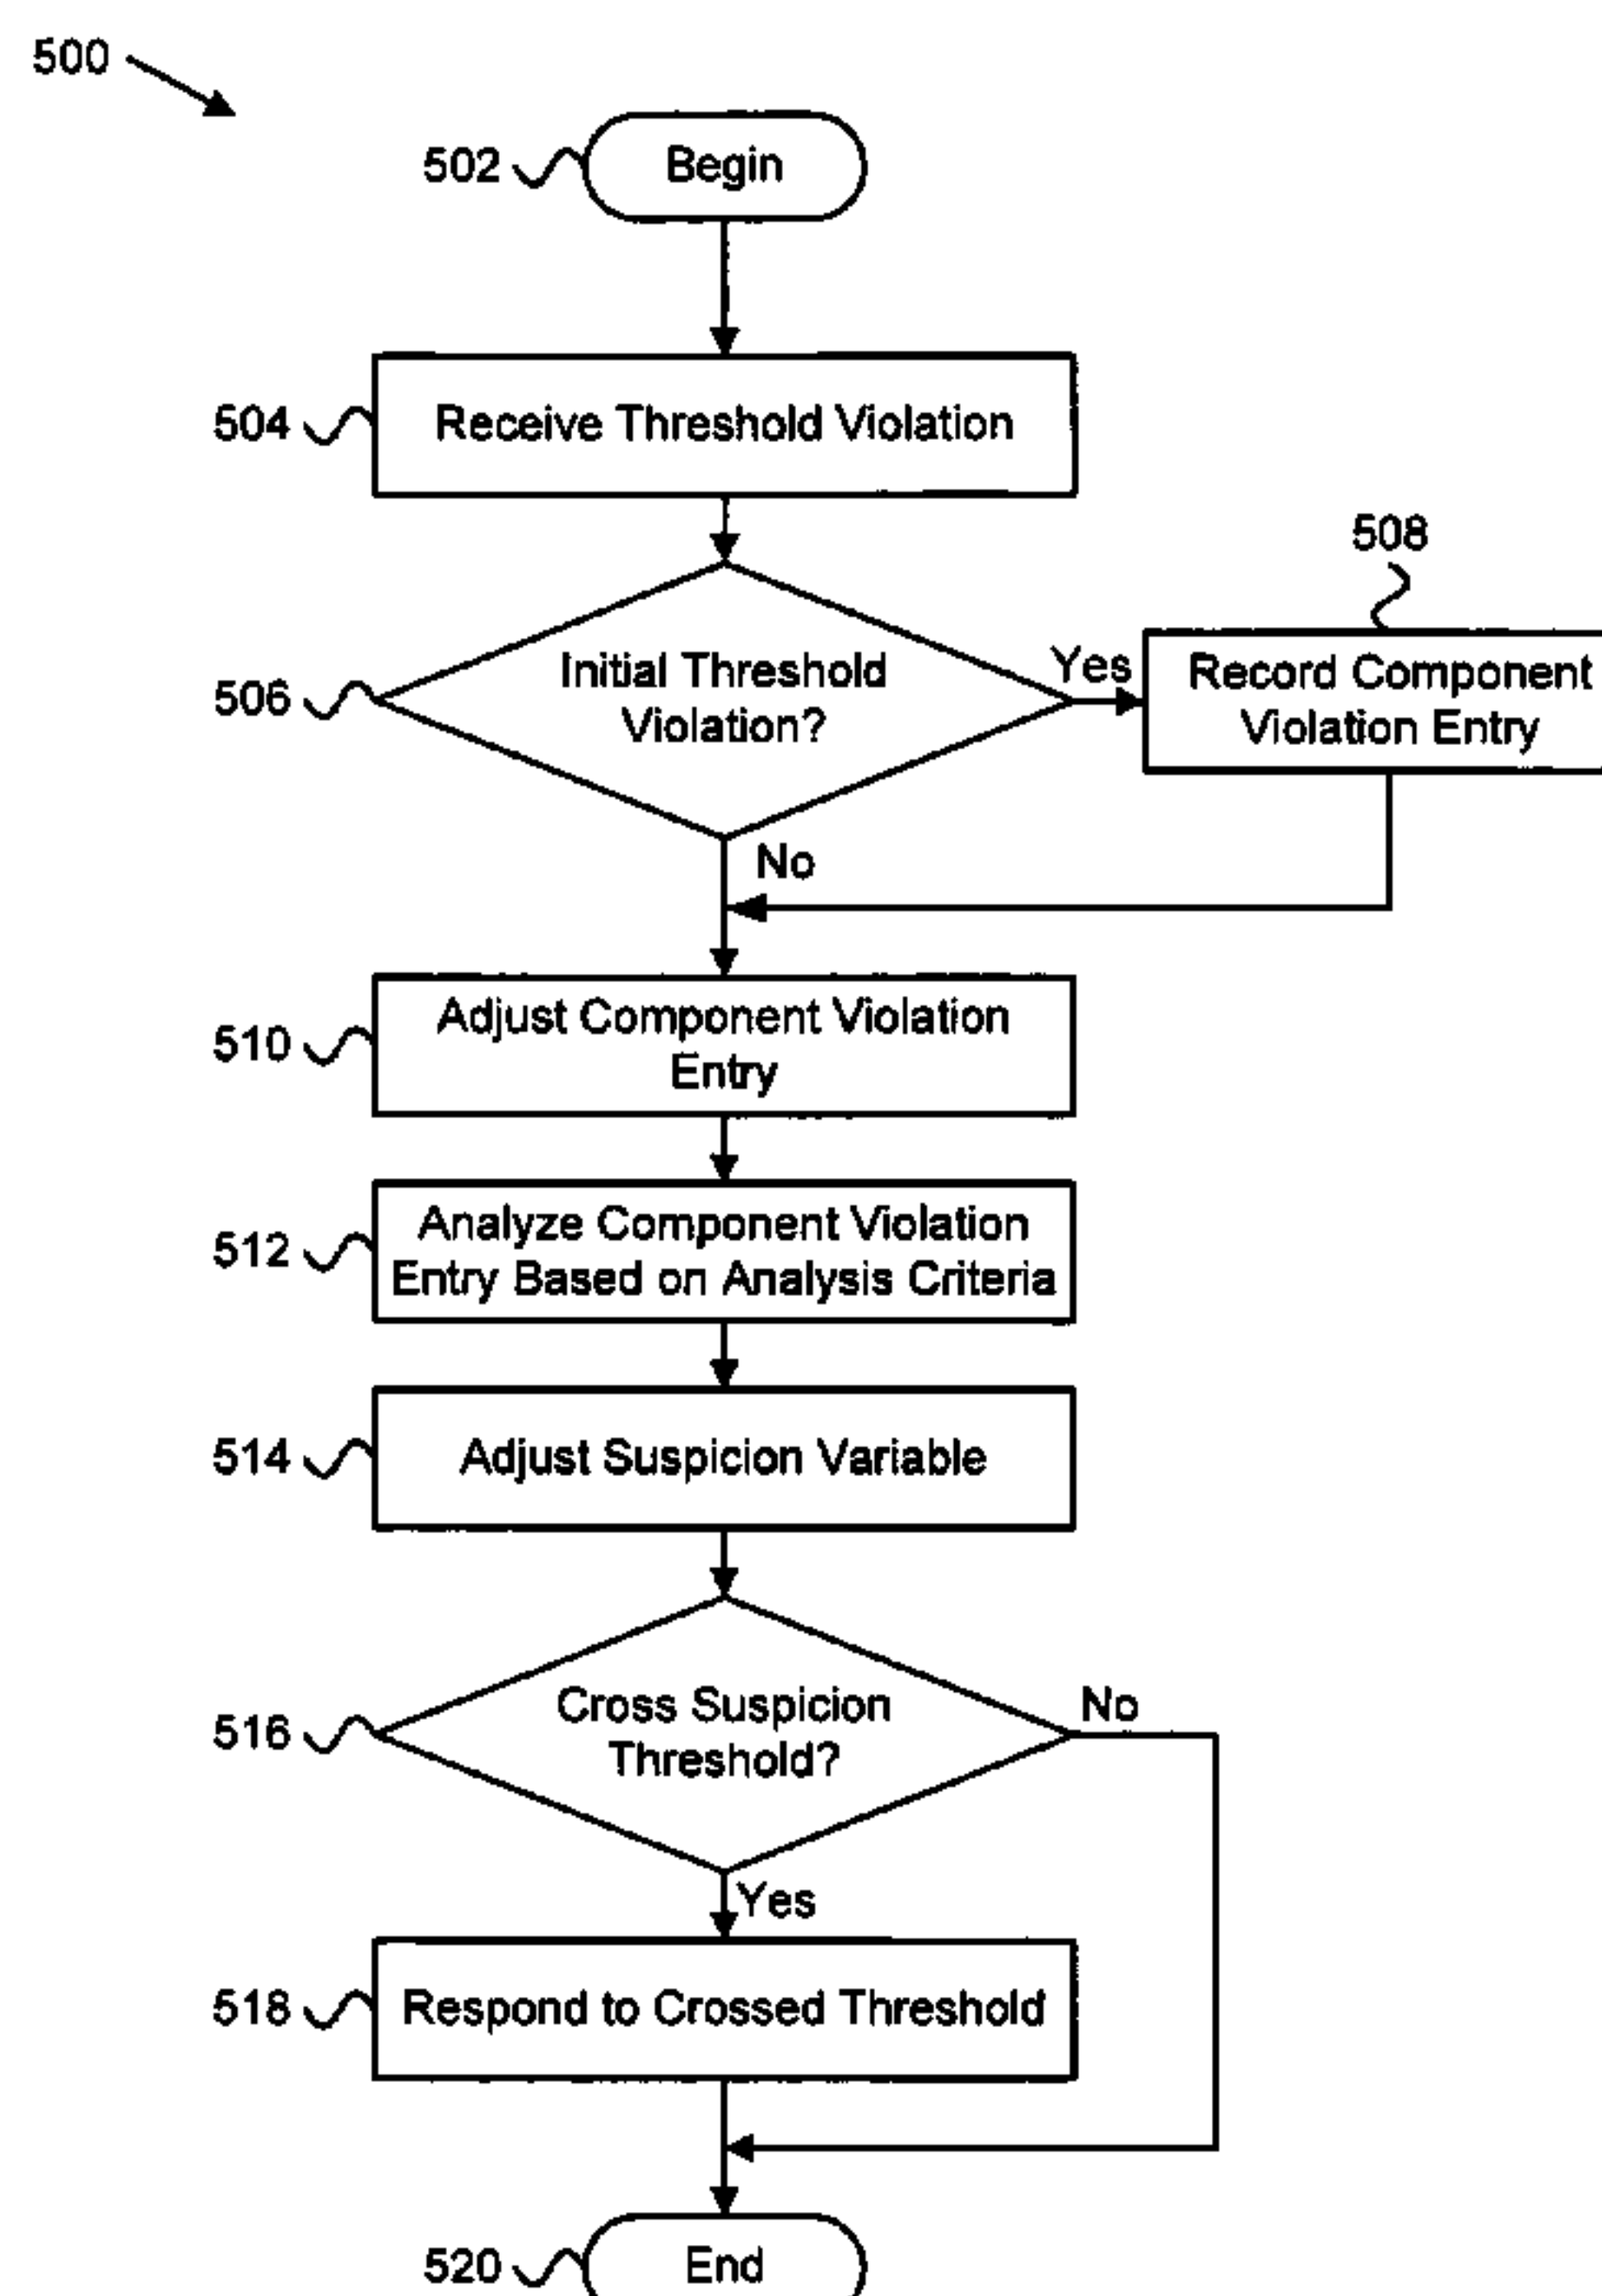 500
502
Begin
504
Receive Threshold Violation
508
506
Initial Threshold
Violation?
Yes
Record Component
Violation Entry
No
510
Adjust Component Violation
Entry
512
Analyze Component Violation
Entry Based on Analysis Criteria
514
Adjust Suspicion Variable
516
Cross Suspicion
Threshold?
No
Yes
518
Respond to Crossed Threshold
520
End